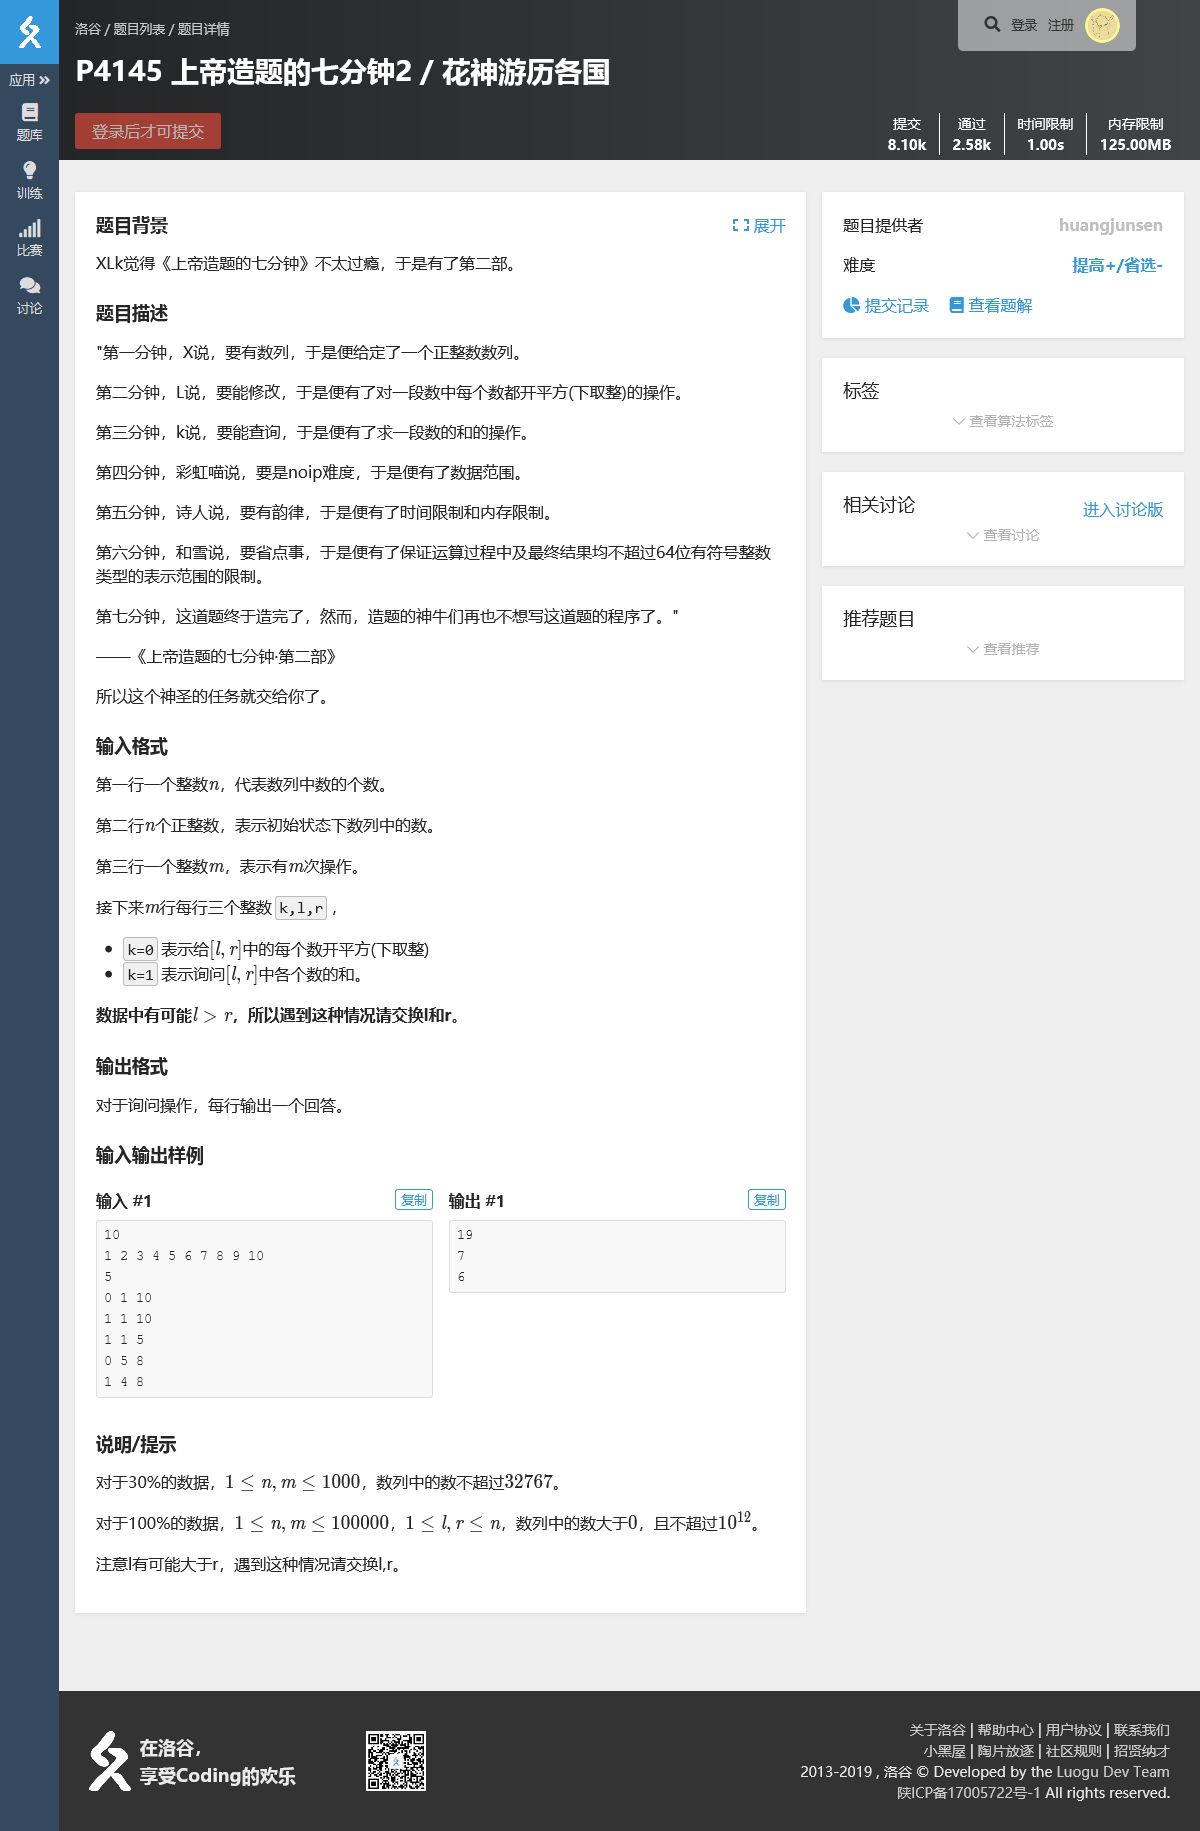 洛谷 / 题目列表 / 题目详情
登录 注册
P4145 上帝造题的七分钟2 / 花神游历各国
登录后才可提交
提交 8.10k
通过 2.58k
时间限制 1.00s
内存限制 125.00MB
应用
题库
训练
比赛
讨论
题目背景
展开
XLk觉得《上帝造题的七分钟》不太过瘾，于是有了第二部。
题目描述
"第一分钟，X说，要有数列，于是便给定了一个正整数数列。
第二分钟，L说，要能修改，于是便有了对一段数中每个数都开平方(下取整)的操作。
第三分钟，k说，要能查询，于是便有了求一段数的和的操作。
第四分钟，彩虹喵说，要是noip难度，于是便有了数据范围。
第五分钟，诗人说，要有韵律，于是便有了时间限制和内存限制。
第六分钟，和雪说，要省点事，于是便有了保证运算过程中及最终结果均不超过64位有符号整数
类型的表示范围的限制。
第七分钟，这道题终于造完了，然而，造题的神牛们再也不想写这道题的程序了。"
——《上帝造题的七分钟·第二部》
所以这个神圣的任务就交给你了。
输入格式
第一行一个整数n，代表数列中数的个数。
第二行n个正整数，表示初始状态下数列中的数。
第三行一个整数m，表示有m次操作。
接下来m行每行三个整数 k,l,r ，
k=0 表示给[l, r]中的每个数开平方(下取整)
k=1 表示询问[l, r]中各个数的和。
数据中有可能l > r，所以遇到这种情况请交换l和r。
输出格式
对于询问操作，每行输出一个回答。
输入输出样例
输入 #1
复制
10
1 2 3 4 5 6 7 8 9 10
5
0 1 10
1 1 10
1 1 5
0 5 8
1 4 8
输出 #1
复制
19
7
6
说明/提示
对于30%的数据，1 ≤ n, m ≤ 1000，数列中的数不超过32767。
对于100%的数据，1 ≤ n, m ≤ 100000，1 ≤ l, r ≤ n，数列中的数大于0，且不超过10^12。
注意l有可能大于r，遇到这种情况请交换l,r。
题目提供者
huangjunsen
难度
提高+/省选-
提交记录
查看题解
标签
查看算法标签
相关讨论
进入讨论版
查看讨论
推荐题目
查看推荐
在洛谷，
享受Coding的欢乐
关于洛谷 | 帮助中心 | 用户协议 | 联系我们
小黑屋 | 陶片放逐 | 社区规则 | 招贤纳才
2013-2019 , 洛谷 © Developed by the Luogu Dev Team
陕ICP备17005722号-1 All rights reserved.